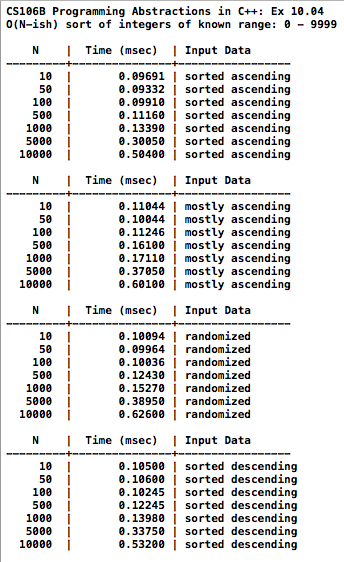 CS106B Programming Abstractions in C++: Ex 10.04
O(N-ish) sort of integers of known range: 0 - 9999
N | Time (msec) | Input Data
---------+---------------+-----------------
10 | 0.09691 | sorted ascending
50 | 0.09332 | sorted ascending
100 | 0.09910 | sorted ascending
500 | 0.11160 | sorted ascending
1000 | 0.13390 | sorted ascending
5000 | 0.30050 | sorted ascending
10000 | 0.50400 | sorted ascending
N | Time (msec) | Input Data
---------+---------------+-----------------
10 | 0.11044 | mostly ascending
50 | 0.10044 | mostly ascending
100 | 0.11246 | mostly ascending
500 | 0.16100 | mostly ascending
1000 | 0.17110 | mostly ascending
5000 | 0.37050 | mostly ascending
10000 | 0.60100 | mostly ascending
N | Time (msec) | Input Data
---------+---------------+-----------------
10 | 0.10094 | randomized
50 | 0.09964 | randomized
100 | 0.10036 | randomized
500 | 0.12430 | randomized
1000 | 0.15270 | randomized
5000 | 0.38950 | randomized
10000 | 0.62600 | randomized
N | Time (msec) | Input Data
---------+---------------+-----------------
10 | 0.10500 | sorted descending
50 | 0.10600 | sorted descending
100 | 0.10245 | sorted descending
500 | 0.12245 | sorted descending
1000 | 0.13980 | sorted descending
5000 | 0.33750 | sorted descending
10000 | 0.53200 | sorted descending